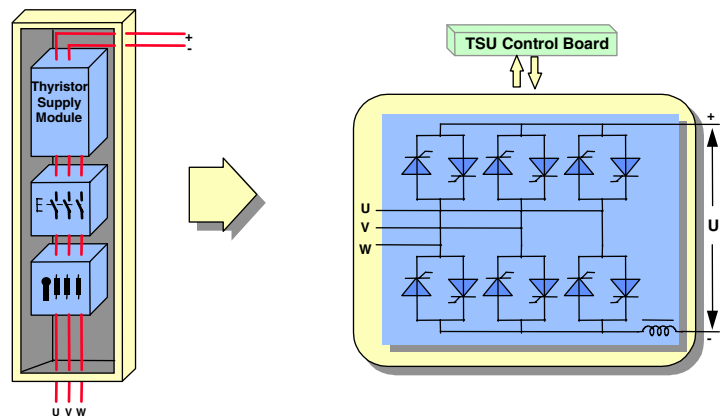 +
-
Thyristor
Supply
Module
E
U V W
TSU Control Board
+
U
V
W
U
-